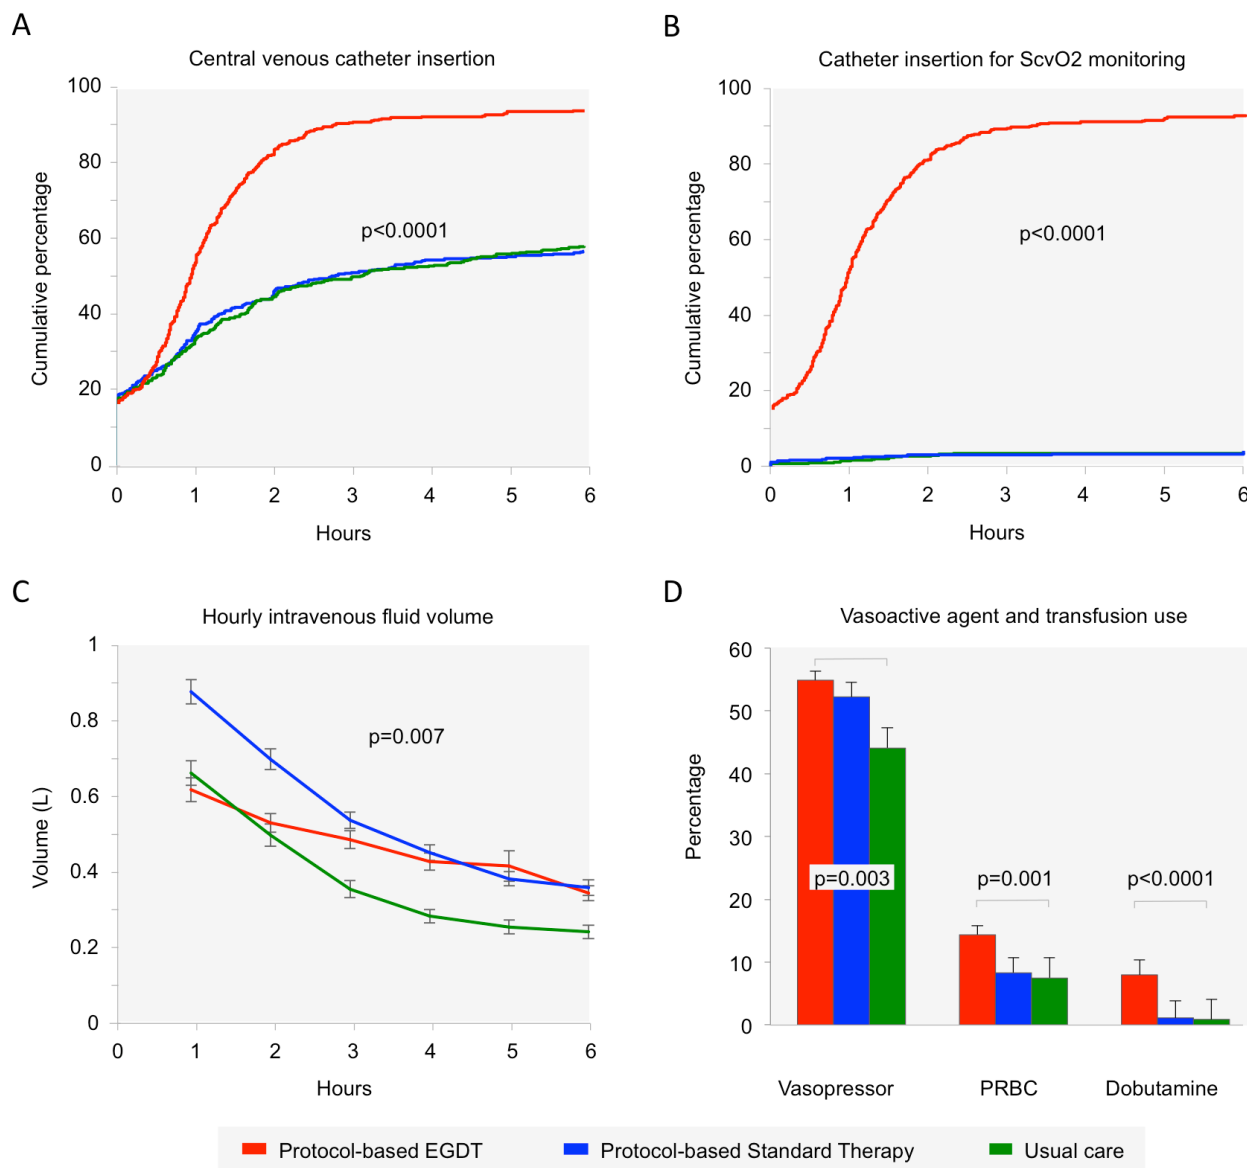 A
Central venous catheter insertion
Cumulative percentage
100
80
60
40
20
0
p<0.0001
0 1 2 3 4 5 6
Hours
B
Catheter insertion for ScvO2 monitoring
Cumulative percentage
100
80
60
40
20
0
p<0.0001
0 1 2 3 4 5 6
Hours
C
Hourly intravenous fluid volume
Volume (L)
1
0.8
0.6
0.4
0.2
0
p=0.007
0 1 2 3 4 5 6
Hours
D
Vasoactive agent and transfusion use
Percentage
60
50
40
30
20
10
0
p=0.003 p=0.001 p<0.0001
Vasopressor PRBC Dobutamine
Protocol-based EGDT Protocol-based Standard Therapy Usual care